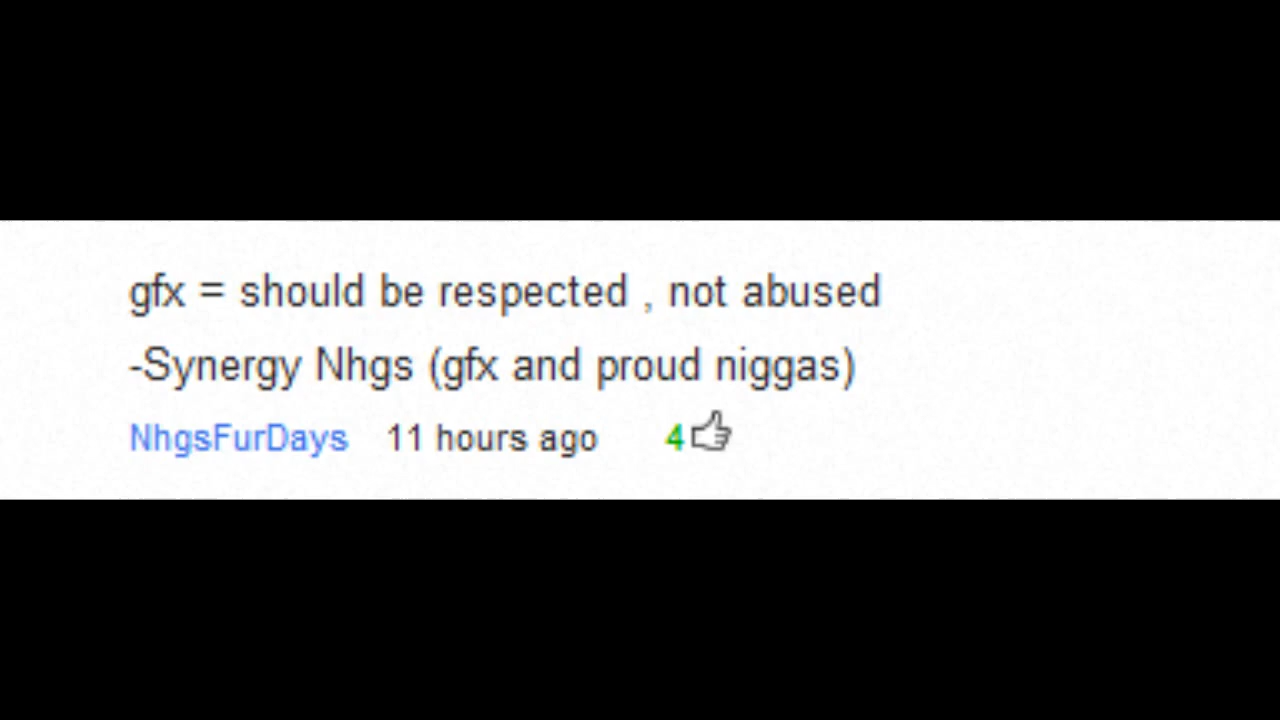 gfx = should be respected , not abused
-Synergy Nhgs (gfx and proud niggas)
NhgsFurDays 11 hours ago 4